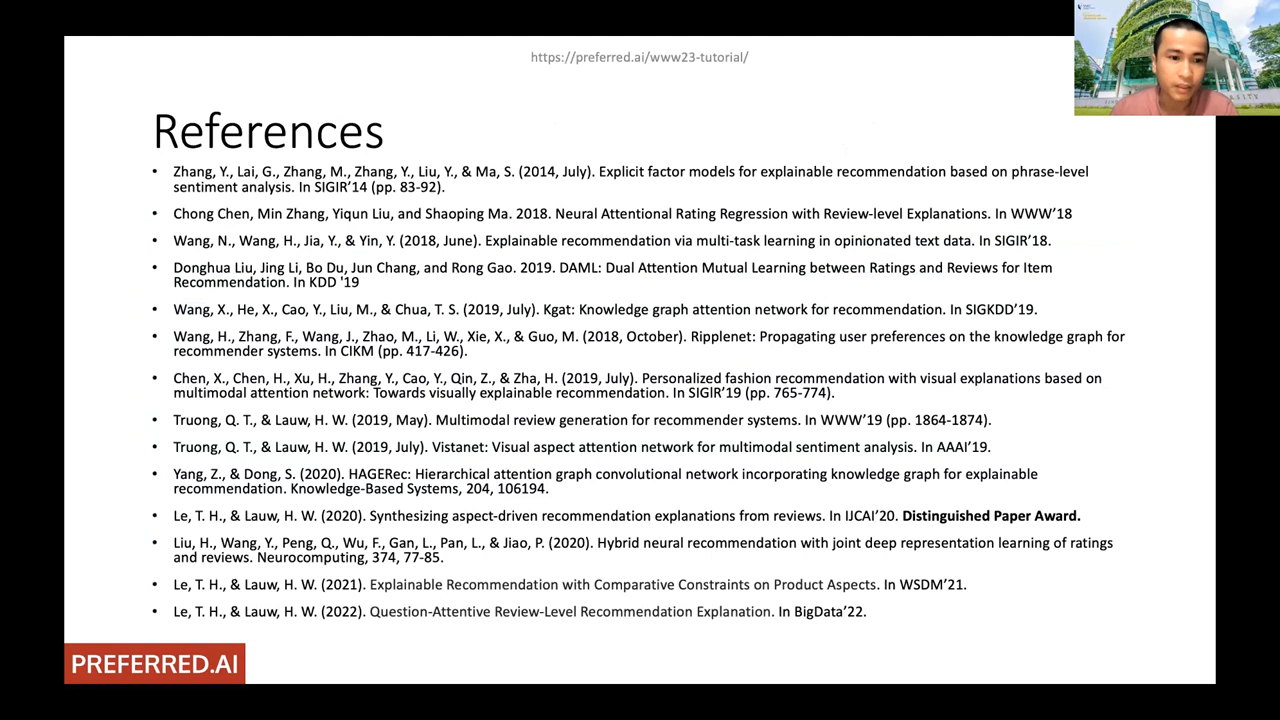 https://preferred.ai/www23-tutorial/
References
• Zhang, Y., Lai, G., Zhang, M., Zhang, Y., Liu, Y., & Ma, S. (2014, July). Explicit factor models for explainable recommendation based on phrase-level
sentiment analysis. In SIGIR’14 (pp. 83-92).
• Chong Chen, Min Zhang, Yiqun Liu, and Shaoping Ma. 2018. Neural Attentional Rating Regression with Review-level Explanations. In WWW’18
• Wang, N., Wang, H., Jia, Y., & Yin, Y. (2018, June). Explainable recommendation via multi-task learning in opinionated text data. In SIGIR’18.
• Donghua Liu, Jing Li, Bo Du, Jun Chang, and Rong Gao. 2019. DAML: Dual Attention Mutual Learning between Ratings and Reviews for Item
Recommendation. In KDD '19
• Wang, X., He, X., Cao, Y., Liu, M., & Chua, T. S. (2019, July). Kgat: Knowledge graph attention network for recommendation. In SIGKDD’19.
• Wang, H., Zhang, F., Wang, J., Zhao, M., Li, W., Xie, X., & Guo, M. (2018, October). Ripplenet: Propagating user preferences on the knowledge graph for
recommender systems. In CIKM (pp. 417-426).
• Chen, X., Chen, H., Xu, H., Zhang, Y., Cao, Y., Qin, Z., & Zha, H. (2019, July). Personalized fashion recommendation with visual explanations based on
multimodal attention network: Towards visually explainable recommendation. In SIGIR’19 (pp. 765-774).
• Truong, Q. T., & Lauw, H. W. (2019, May). Multimodal review generation for recommender systems. In WWW’19 (pp. 1864-1874).
• Truong, Q. T., & Lauw, H. W. (2019, July). Vistanet: Visual aspect attention network for multimodal sentiment analysis. In AAAI’19.
• Yang, Z., & Dong, S. (2020). HAGERec: Hierarchical attention graph convolutional network incorporating knowledge graph for explainable
recommendation. Knowledge-Based Systems, 204, 106194.
• Le, T. H., & Lauw, H. W. (2020). Synthesizing aspect-driven recommendation explanations from reviews. In IJCAI’20. Distinguished Paper Award.
• Liu, H., Wang, Y., Peng, Q., Wu, F., Gan, L., Pan, L., & Jiao, P. (2020). Hybrid neural recommendation with joint deep representation learning of ratings
and reviews. Neurocomputing, 374, 77-85.
• Le, T. H., & Lauw, H. W. (2021). Explainable Recommendation with Comparative Constraints on Product Aspects. In WSDM’21.
• Le, T. H., & Lauw, H. W. (2022). Question-Attentive Review-Level Recommendation Explanation. In BigData’22.
PREFERRED.AI